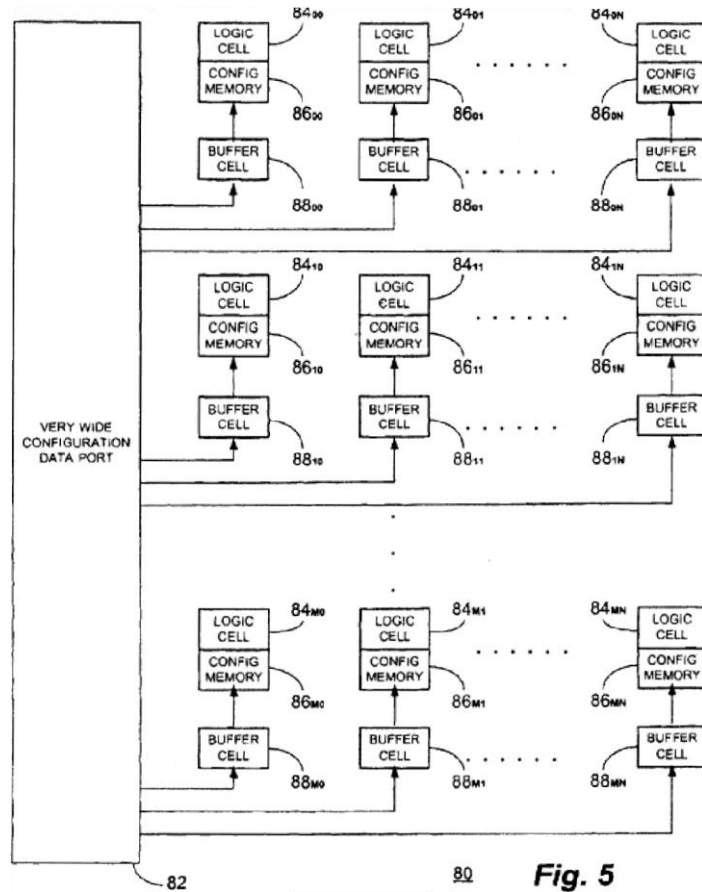 84₀₀ 84₀₁ 84₀N
LOGIC CELL LOGIC CELL LOGIC CELL
CONFIG MEMORY CONFIG MEMORY CONFIG MEMORY
86₀₀ 86₀₁ 86₀N
BUFFER CELL BUFFER CELL BUFFER CELL
88₀₀ 88₀₁ 88₀N
84₁₀ 84₁₁ 84₁N
LOGIC CELL LOGIC CELL LOGIC CELL
CONFIG MEMORY CONFIG MEMORY CONFIG MEMORY
86₁₀ 86₁₁ 86₁N
VERY WIDE
CONFIGURATION
DATA PORT
BUFFER CELL BUFFER CELL BUFFER CELL
88₁₀ 88₁₁ 88₁N
84M₀ 84M₁ 84MN
LOGIC CELL LOGIC CELL LOGIC CELL
CONFIG MEMORY CONFIG MEMORY CONFIG MEMORY
86M₀ 86M₁ 86MN
BUFFER CELL BUFFER CELL BUFFER CELL
88M₀ 88M₁ 88MN
82 80 Fig. 5